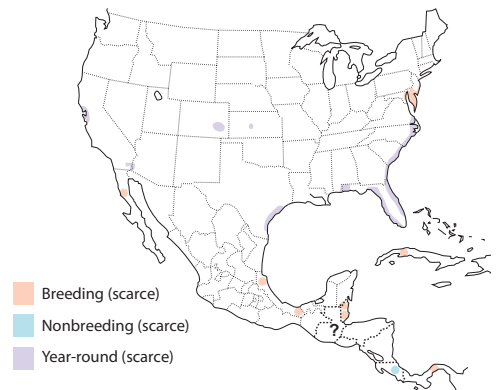 ?
Breeding (scarce)
Nonbreeding (scarce)
Year-round (scarce)